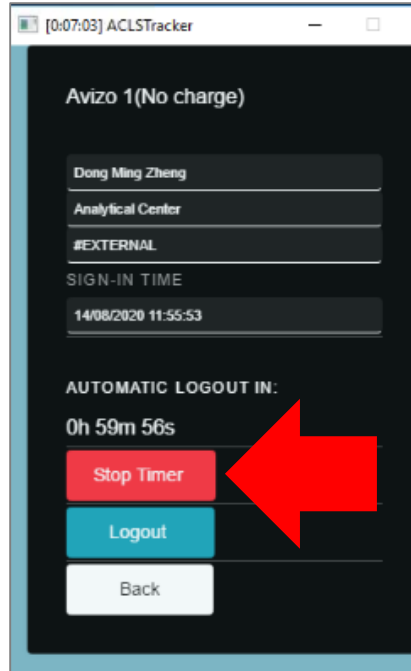 [0:07:03] ACLSTracker
Avizo 1(No charge)
Dong Ming Zheng
Analytical Center
#EXTERNAL
SIGN-IN TIME
14/08/2020 11:55:53
AUTOMATIC LOGOUT IN:
0h 59m 56s
Stop Timer
Logout
Back